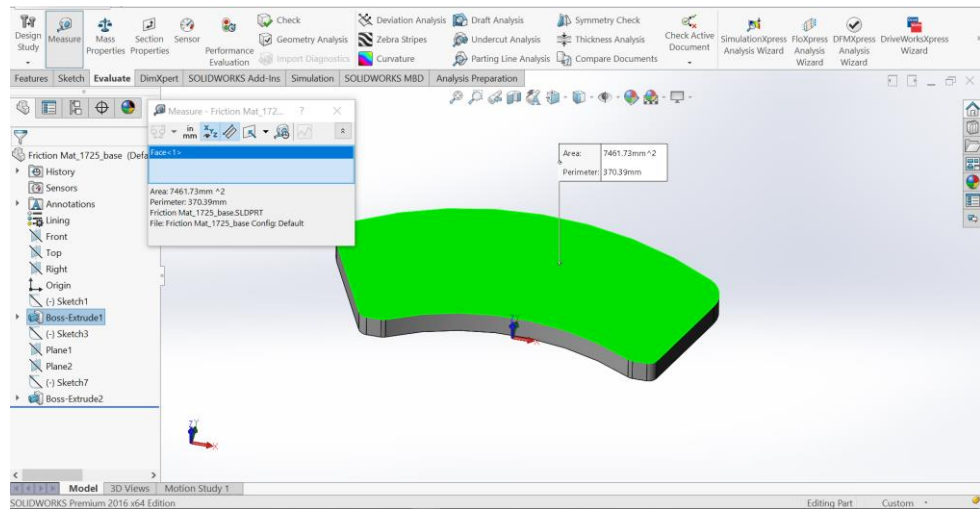 Design Study
Measure
Mass Properties
Section Properties
Sensor
Performance Evaluation
Check
Geometry Analysis
Import Diagnostics
Deviation Analysis
Zebra Stripes
Curvature
Draft Analysis
Undercut Analysis
Parting Line Analysis
Symmetry Check
Thickness Analysis
Compare Documents
Check Active Document
SimulationXpress Analysis Wizard
FloXpress Analysis Wizard
DFMXpress Analysis Wizard
DriveWorksXpress Wizard
Features Sketch Evaluate DimXpert SOLIDWORKS Add-Ins Simulation SOLIDWORKS MBD Analysis Preparation
Measure - Friction Mat_172... ?
in
mm
XYZ
Face<1>
Area: 7461.73mm ^2
Perimeter: 370.39mm
Friction Mat_1725_base.SLDPRT
File: Friction Mat_1725_base Config: Default
Area: 7461.73mm^2
Perimeter: 370.39mm
Friction Mat_1725_base (Defa
History
Sensors
Annotations
Lining
Front
Top
Right
Origin
(-) Sketch1
Boss-Extrude1
(-) Sketch3
Plane1
Plane2
(-) Sketch7
Boss-Extrude2
Model 3D Views Motion Study 1
SOLIDWORKS Premium 2016 x64 Edition
Editing Part Custom